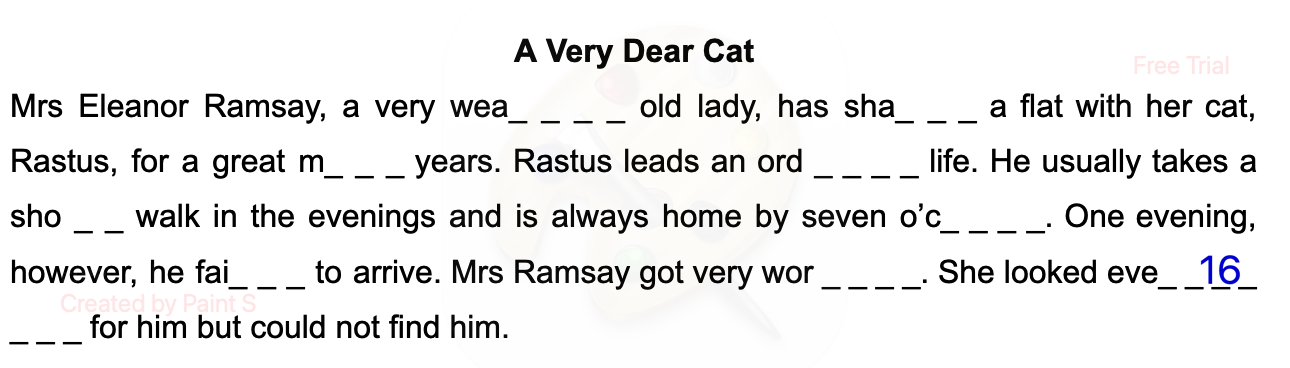 A Very Dear Cat
Free Trial
Mrs Eleanor Ramsay, a very wea_ _ _ _ old lady, has sha_ _ _ a flat with her cat,
Rastus, for a great m_ _ _ years. Rastus leads an ord _ _ _ _ life. He usually takes a
sho _ _ walk in the evenings and is always home by seven o’c_ _ _ _. One evening,
however, he fai_ _ _ to arrive. Mrs Ramsay got very wor _ _ _ _. She looked eve_ _ _ _
16
Created by Paint S
_ _ _ for him but could not find him.